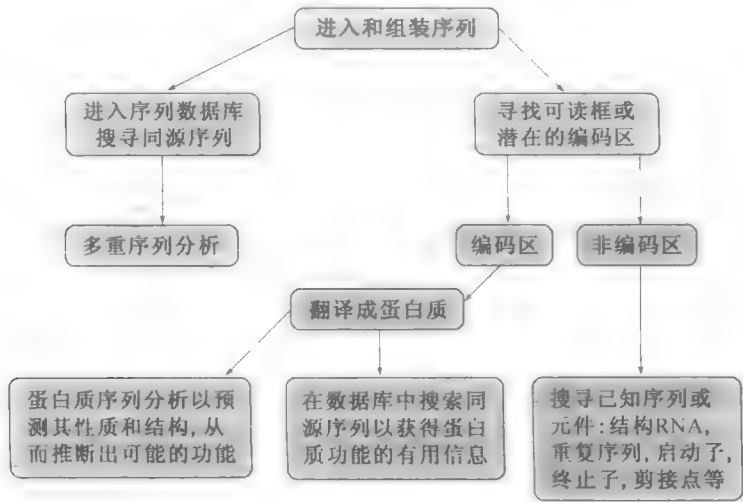 进入和组装序列
进入序列数据库
搜寻同源序列
寻找可读框或
潜在的编码区
多重序列分析
编码区
非编码区
翻译成蛋白质
蛋白质序列分析以预
测其性质和结构,从
而推断出可能的功能
在数据库中搜索同
源序列以获得蛋白
质功能的有用信息
搜寻已知序列或
元件:结构RNA,
重复序列,启动子,
终止子,剪接点等